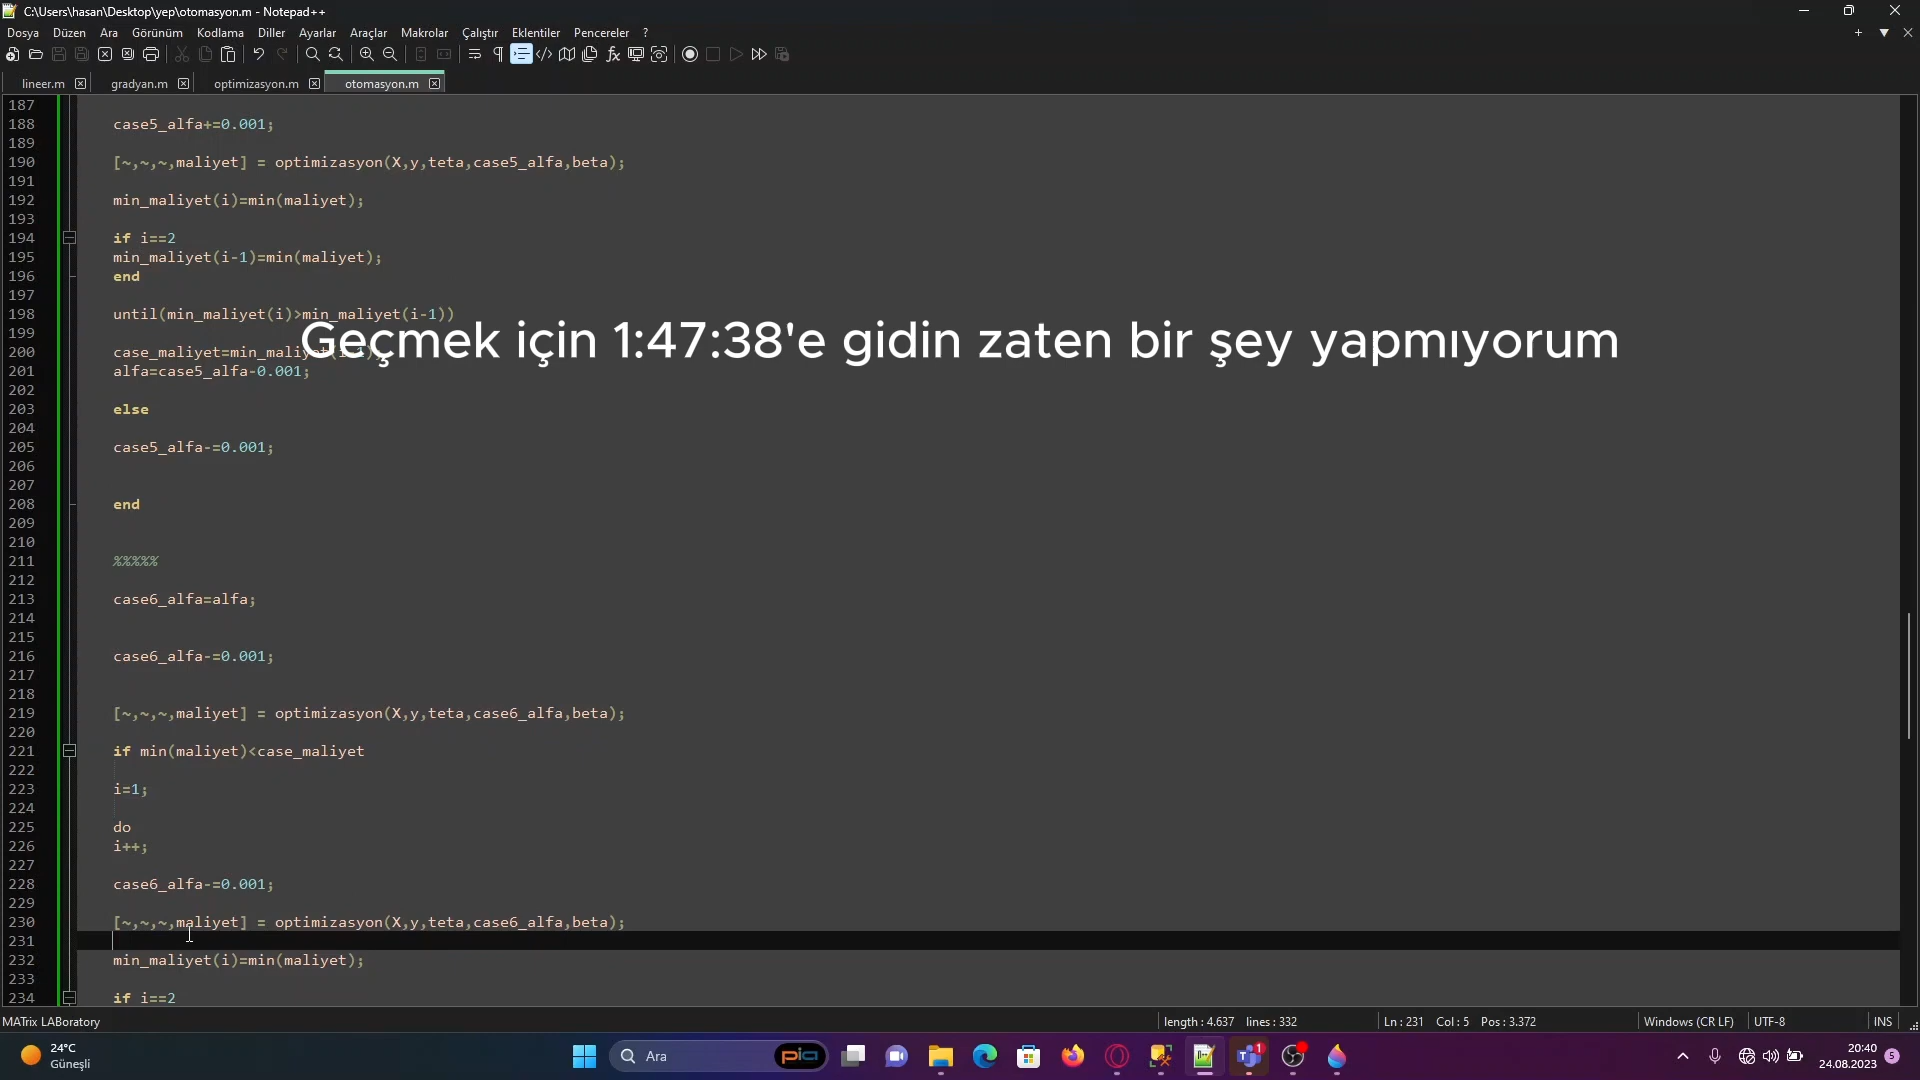 C:\Users\hasan\Desktop\yep\otomasyon.m - Notepad++
Dosya Düzen Ara Görünüm Kodlama Diller Ayarlar Araçlar Makrolar Çalıştır Eklentiler Pencereler ?
lineer.m gradyan.m optimizasyon.m otomasyon.m
187
188 case5_alfa+=0.001;
189
190 [~,~,~,maliyet] = optimizasyon(X,y,teta,case5_alfa,beta);
191
192 min_maliyet(i)=min(maliyet);
193
194 if i==2
195 min_maliyet(i-1)=min(maliyet);
196 end
197
198 until(min_maliyet(i)>min_maliyet(i-1))
Geçmek için 1:47:38'e gidin zaten bir şey yapmıyorum
199
200 case_maliyet=min_maliyet(i-1);
201 alfa=case5_alfa-0.001;
202
203 else
204
205 case5_alfa-=0.001;
206
207
208 end
209
210
211 %%%%%
212
213 case6_alfa=alfa;
214
215
216 case6_alfa-=0.001;
217
218
219 [~,~,~,maliyet] = optimizasyon(X,y,teta,case6_alfa,beta);
220
221 if min(maliyet)<case_maliyet
222
223 i=1;
224
225 do
226 i++;
227
228 case6_alfa-=0.001;
229
230 [~,~,~,maliyet] = optimizasyon(X,y,teta,case6_alfa,beta);
231
232 min_maliyet(i)=min(maliyet);
233
234 if i==2
MATrix LABoratory length : 4.637 lines : 332 Ln : 231 Col : 5 Pos : 3.372 Windows (CR LF) UTF-8 INS
24°C
Güneşli
Ara
pia
1
20:40
24.08.2023
5